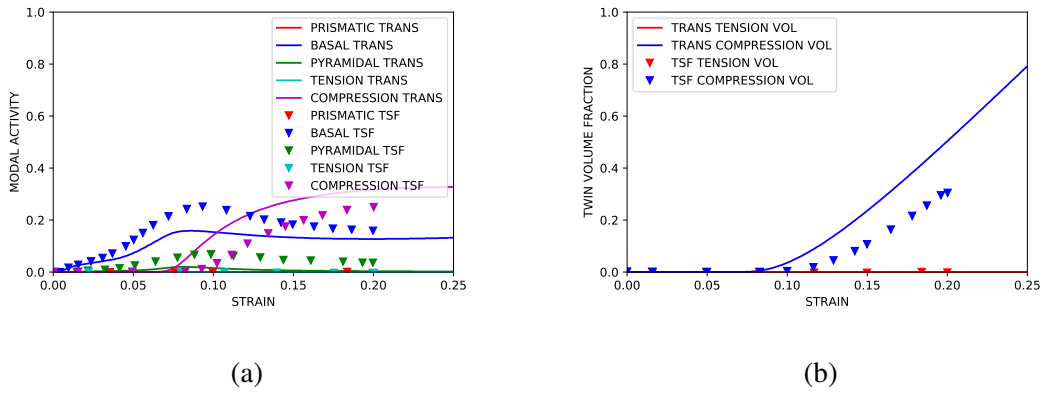 1.0
0.8
0.6
0.4
0.2
0.0
MODAL ACTIVITY
PRISMATIC TRANS
BASAL TRANS
PYRAMIDAL TRANS
TENSION TRANS
COMPRESSION TRANS
PRISMATIC TSF
BASAL TSF
PYRAMIDAL TSF
TENSION TSF
COMPRESSION TSF
0.00 0.05 0.10 0.15 0.20 0.25
STRAIN
(a)
1.0
0.8
0.6
0.4
0.2
0.0
TWIN VOLUME FRACTION
TRANS TENSION VOL
TRANS COMPRESSION VOL
TSF TENSION VOL
TSF COMPRESSION VOL
0.00 0.05 0.10 0.15 0.20 0.25
STRAIN
(b)